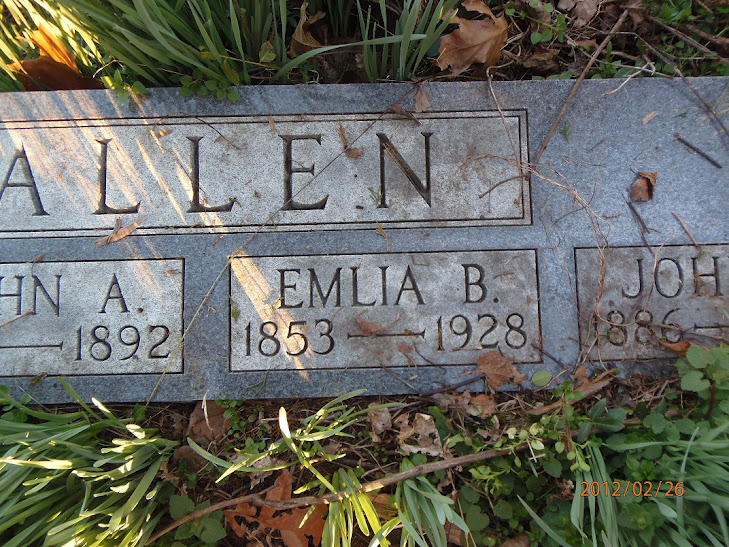 ALLEN
HN A.
1892
EMLIA B.
1853 — 1928
JOH
886 —
2012/02/26